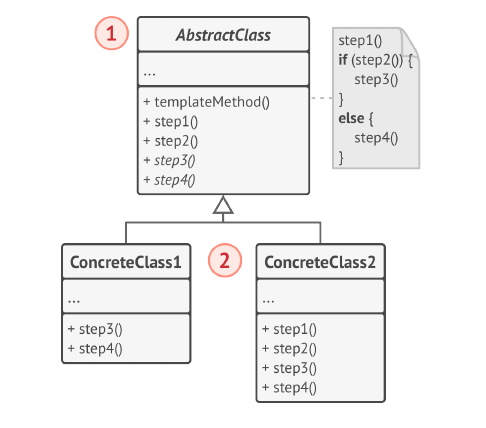 1
AbstractClass
...
+ templateMethod()
+ step1()
+ step2()
+ step3()
+ step4()
step1()
if (step2()) {
step3()
}
else {
step4()
}
ConcreteClass1
...
+ step3()
+ step4()
2
ConcreteClass2
...
+ step1()
+ step2()
+ step3()
+ step4()